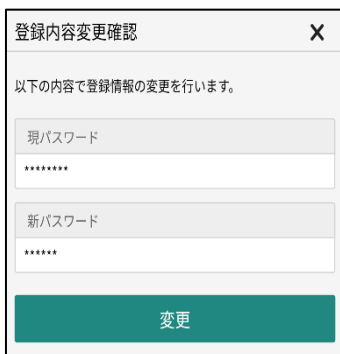 登録内容変更確認 X
以下の内容で登録情報の変更を行います。
現パスワード
********
新パスワード
******
変更